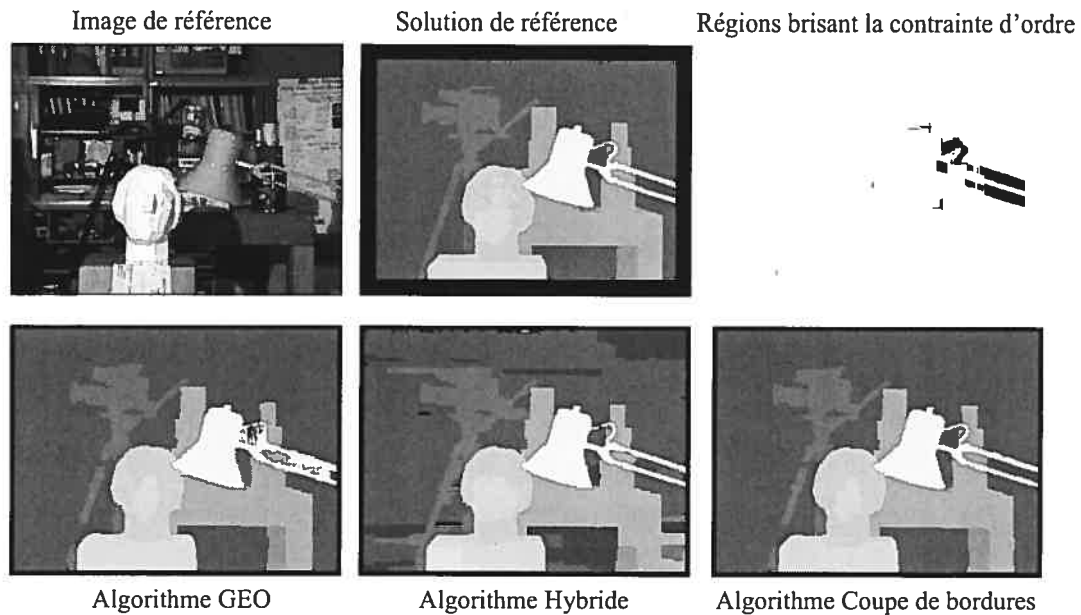 Image de référence
Solution de référence
Régions brisant la contrainte d'ordre
Algorithme GEO
Algorithme Hybride
Algorithme Coupe de bordures